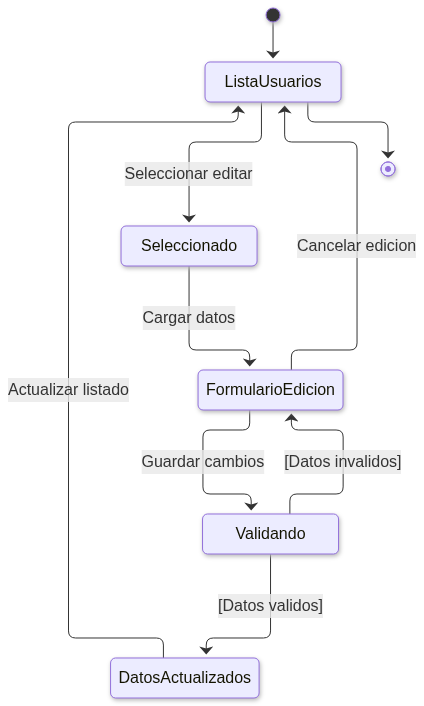 ListaUsuarios
Seleccionar editar
Seleccionado
Cancelar edicion
Cargar datos
Actualizar listado
FormularioEdicion
Guardar cambios
[Datos invalidos]
Validando
[Datos validos]
DatosActualizados